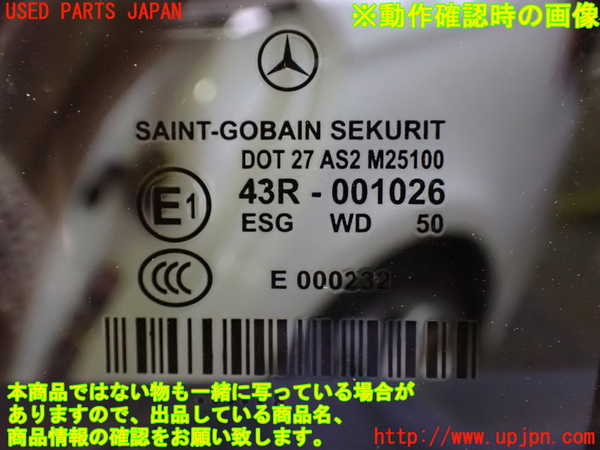 USED PARTS JAPAN
※動作確認時の画像
SAINT-GOBAIN SEKURIT
DOT 27 AS2 M25100
E1
43R - 001026
ESG WD 50
CCC
E 000232
本商品ではない物も一緒に写っている場合が
ありますので、出品している商品名、
商品情報の確認をお願い致します。
http://www.upjpn.com